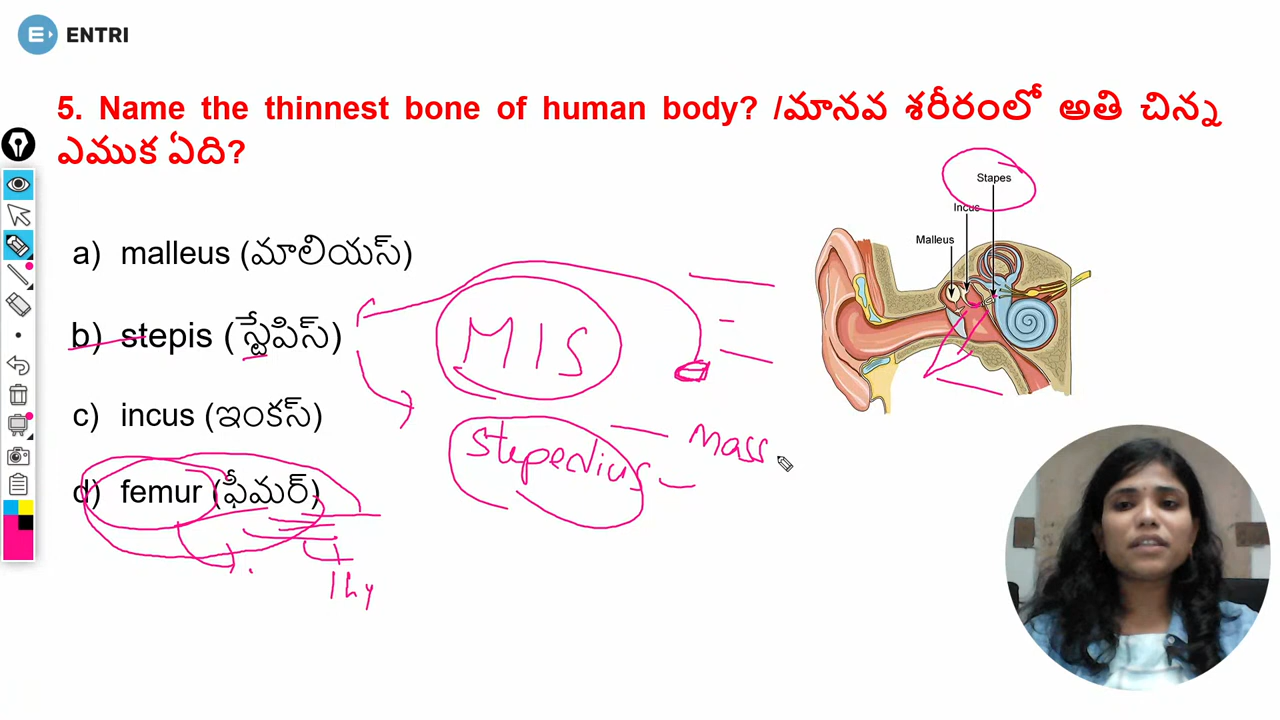 ENTRI
5. Name the thinnest bone of human body? /మానవ శరీరంలో అతి చిన్న
ఎముక ఏది?
Stapes
Incus
Malleus
a) malleus (మాలియస్)
b) stepis (స్టేపిస్)
MIS
c) incus (ఇంకస్)
stepedius
Mass
d) femur (ఫీమర్)
thy